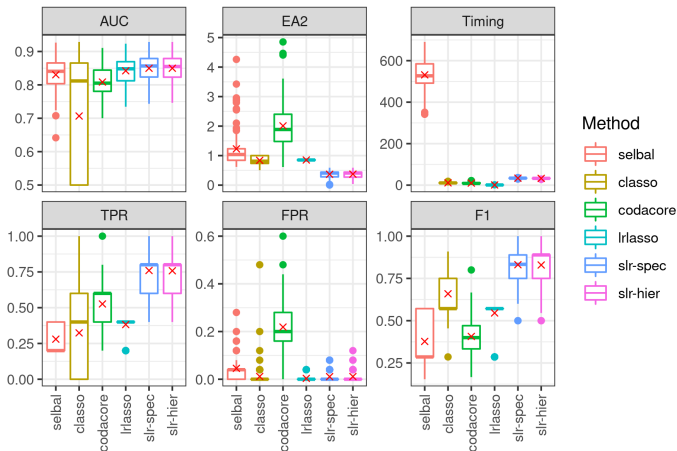 AUC
EA2
Timing
0.9
0.8
0.7
0.6
0.5
5
4
3
2
1
0
600
400
200
0
TPR
FPR
F1
1.00
0.75
0.50
0.25
0.00
0.6
0.4
0.2
0.0
1.00
0.75
0.50
0.25
selbal
classo
codacore
lrlasso
slr-spec
slr-hier
selbal
classo
codacore
lrlasso
slr-spec
slr-hier
selbal
classo
codacore
lrlasso
slr-spec
slr-hier
Method
selbal
classo
codacore
lrlasso
slr-spec
slr-hier